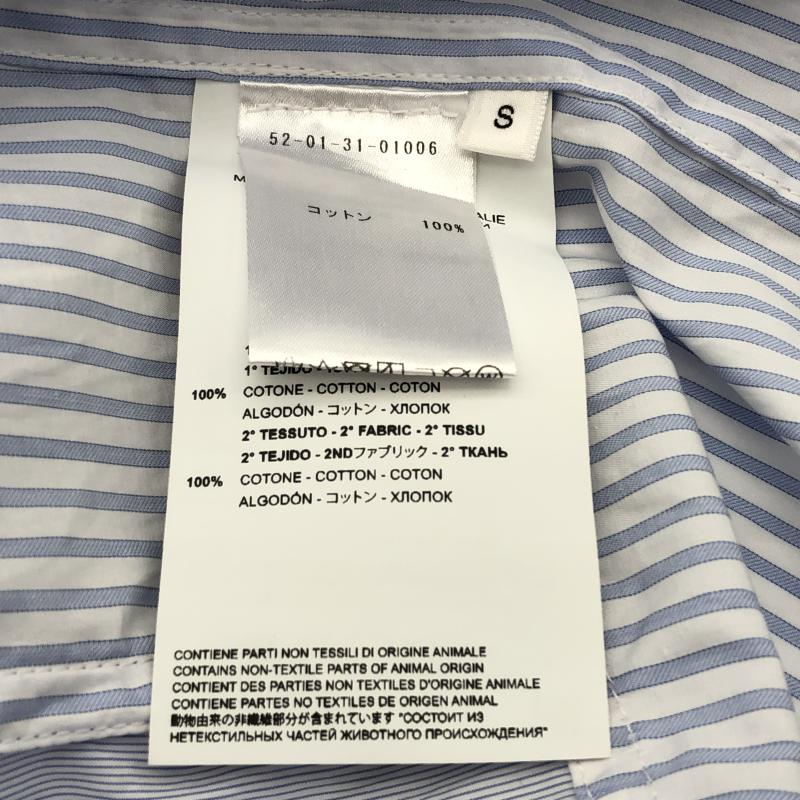 S
52-01-31-01006
コットン 100%
1° TEJIDO
100% COTONE - COTTON - COTON
ALGODÓN - コットン - ХЛОПОК
2° TESSUTO - 2° FABRIC - 2° TISSU
2° TEJIDO - 2NDファブリック - 2° ТКАНЬ
100% COTONE - COTTON - COTON
ALGODÓN - コットン - ХЛОПОК
CONTIENE PARTI NON TESSILI DI ORIGINE ANIMALE
CONTAINS NON-TEXTILE PARTS OF ANIMAL ORIGIN
CONTIENT DES PARTIES NON TEXTILES D'ORIGINE ANIMALE
CONTIENE PARTES NO TEXTILES DE ORIGEN ANIMAL
動物由来の非繊維部分が含まれています "СОСТОИТ ИЗ
НЕТЕКСТИЛЬНЫХ ЧАСТЕЙ ЖИВОТНОГО ПРОИСХОЖДЕНИЯ"